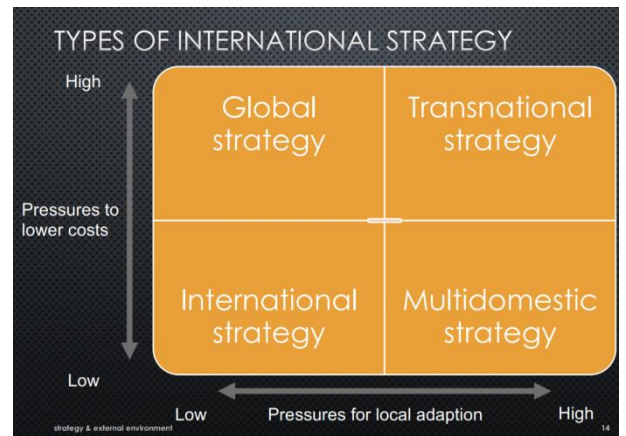 TYPES OF INTERNATIONAL STRATEGY
High
Global
strategy
Transnational
strategy
Pressures to
lower costs
International
strategy
Multidomestic
strategy
Low
Low
Pressures for local adaption
High
strategy & external environment
14